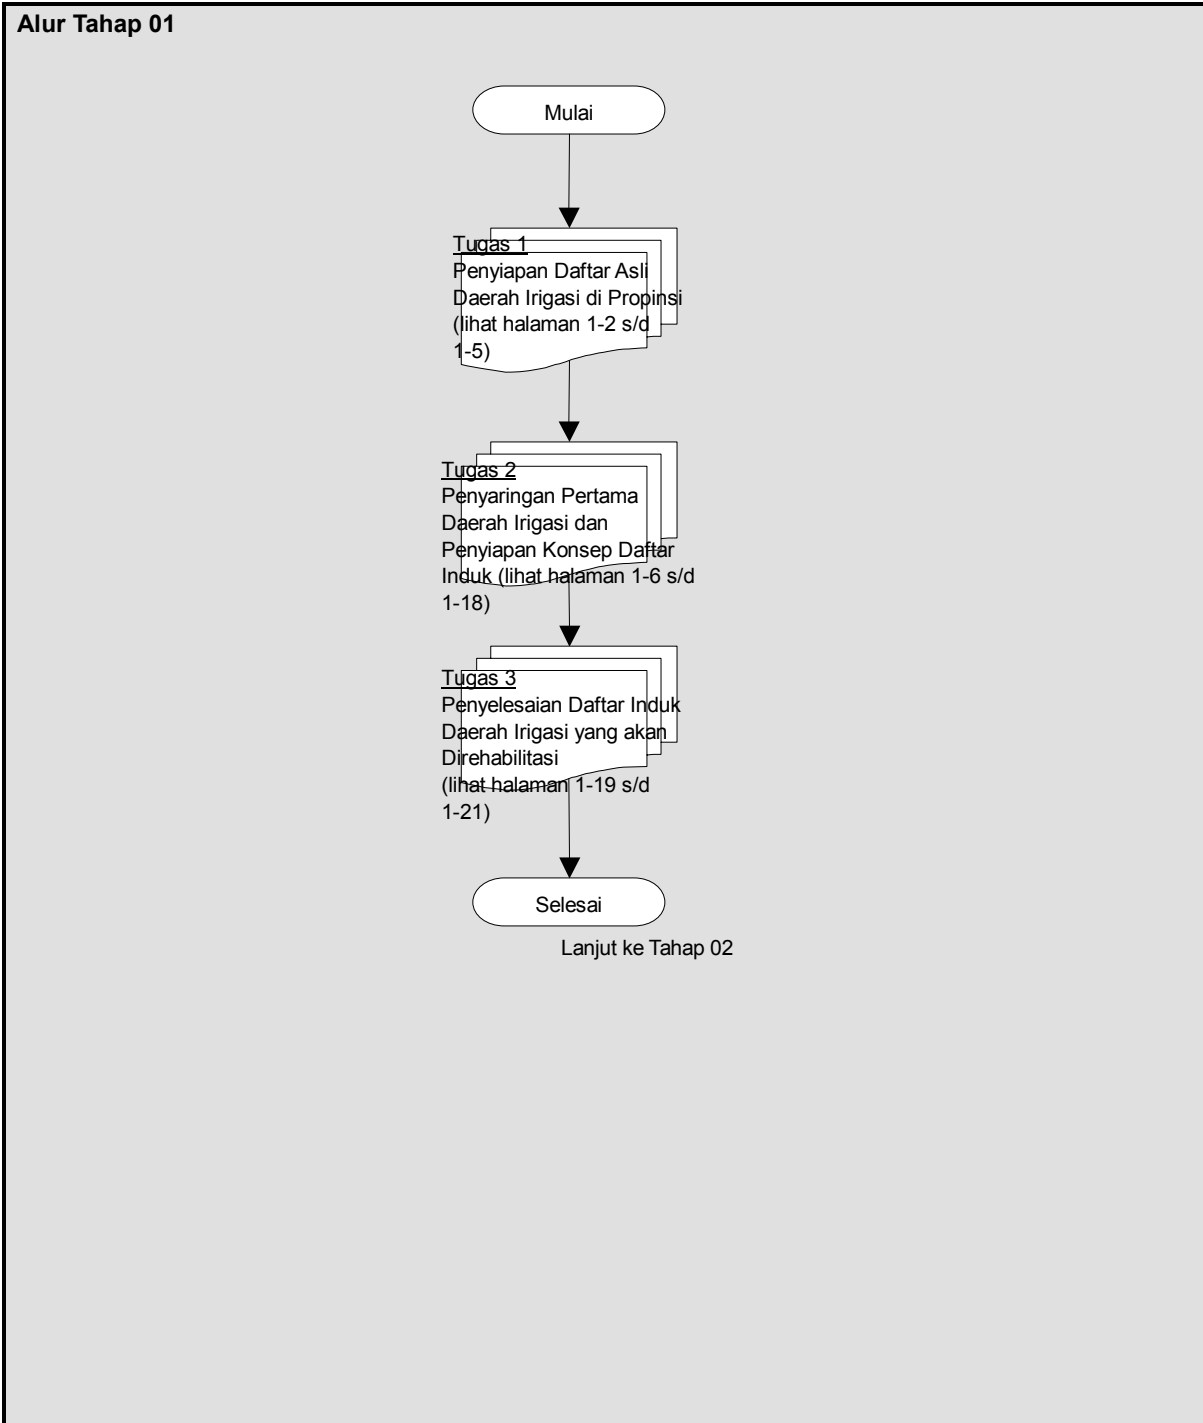 Alur Tahap 01
Mulai
Tugas 1
Penyiapan Daftar Asli
Daerah Irigasi di Propinsi
(lihat halaman 1-2 s/d
1-5)
Tugas 2
Penyaringan Pertama
Daerah Irigasi dan
Penyiapan Konsep Daftar
Induk (lihat halaman 1-6 s/d
1-18)
Tugas 3
Penyelesaian Daftar Induk
Daerah Irigasi yang akan
Direhabilitasi
(lihat halaman 1-19 s/d
1-21)
Selesai
Lanjut ke Tahap 02